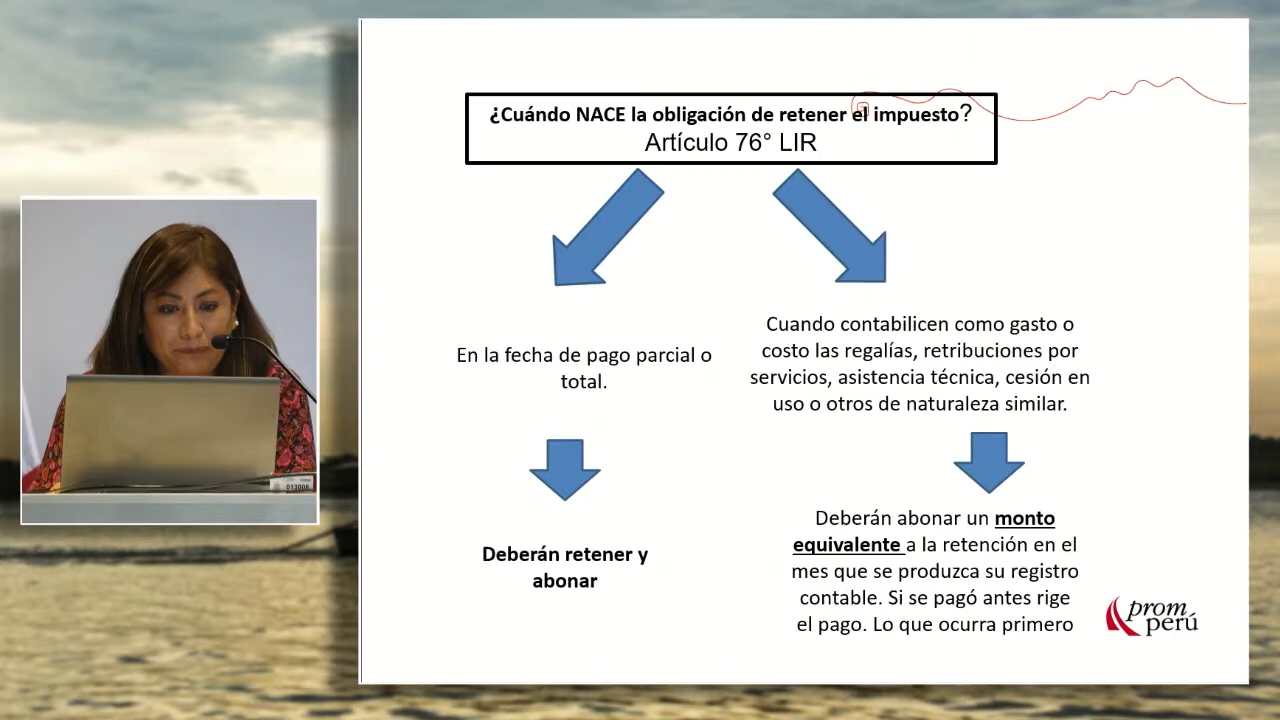 ¿Cuándo NACE la obligación de retener el impuesto?
Artículo 76° LIR
En la fecha de pago parcial o
total.
Deberán retener y
abonar
Cuando contabilicen como gasto o
costo las regalías, retribuciones por
servicios, asistencia técnica, cesión en
uso o otros de naturaleza similar.
Deberán abonar un monto
equivalente a la retención en el
mes que se produzca su registro
contable. Si se pagó antes rige
el pago. Lo que ocurra primero
prom
perú
013008